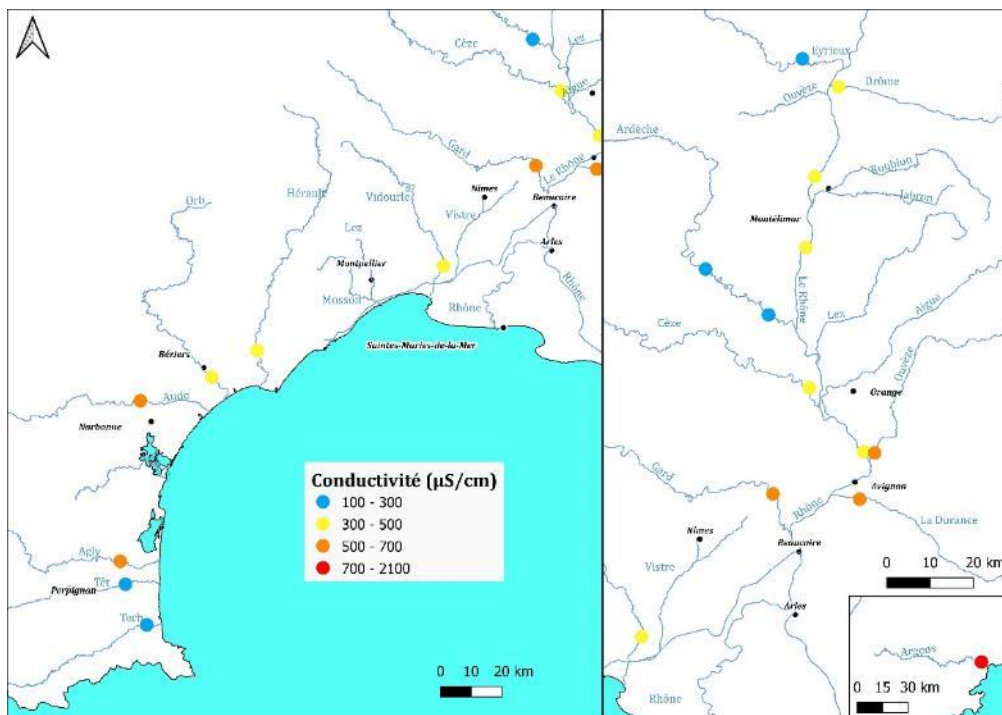 Cèze
Lez
Aigue
Gard
Le Rhône
Orb
Hérault
Vidourle
Nîmes
Beaucaire
Vistre
Lez
Arles
Montpellier
Mosson
Rhône
Rhône
Saintes-Maries-de-la-Mer
Béziers
Aude
Narbonne
Conductivité (µS/cm)
100 - 300
300 - 500
500 - 700
700 - 2100
Agly
Têt
Perpignan
Tech
0 10 20 km
Eyrieux
Drôme
Ouvèze
Ardèche
Roubion
Jabron
Montélimar
Le Rhône
Lez
Aigue
Cèze
Ouvèze
Orange
Gard
Avignon
Rhône
La Durance
Nîmes
Beaucaire
Vistre
0 10 20 km
Arles
Argens
Rhône
0 15 30 km